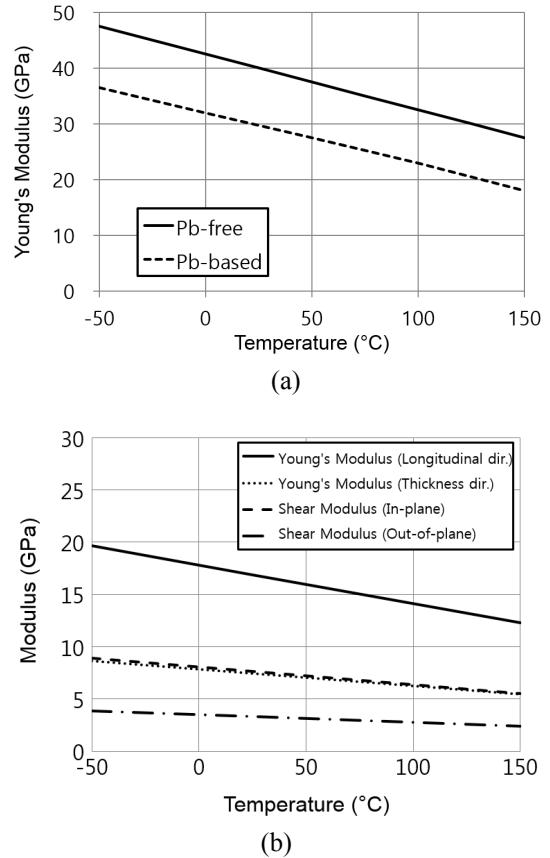 50
40
30
20
10
0
Young's Modulus (GPa)
Pb-free
Pb-based
-50 0 50 100 150
Temperature (°C)
(a)
30
25
20
15
10
5
0
Modulus (GPa)
Young's Modulus (Longitudinal dir.)
Young's Modulus (Thickness dir.)
Shear Modulus (In-plane)
Shear Modulus (Out-of-plane)
-50 0 50 100 150
Temperature (°C)
(b)